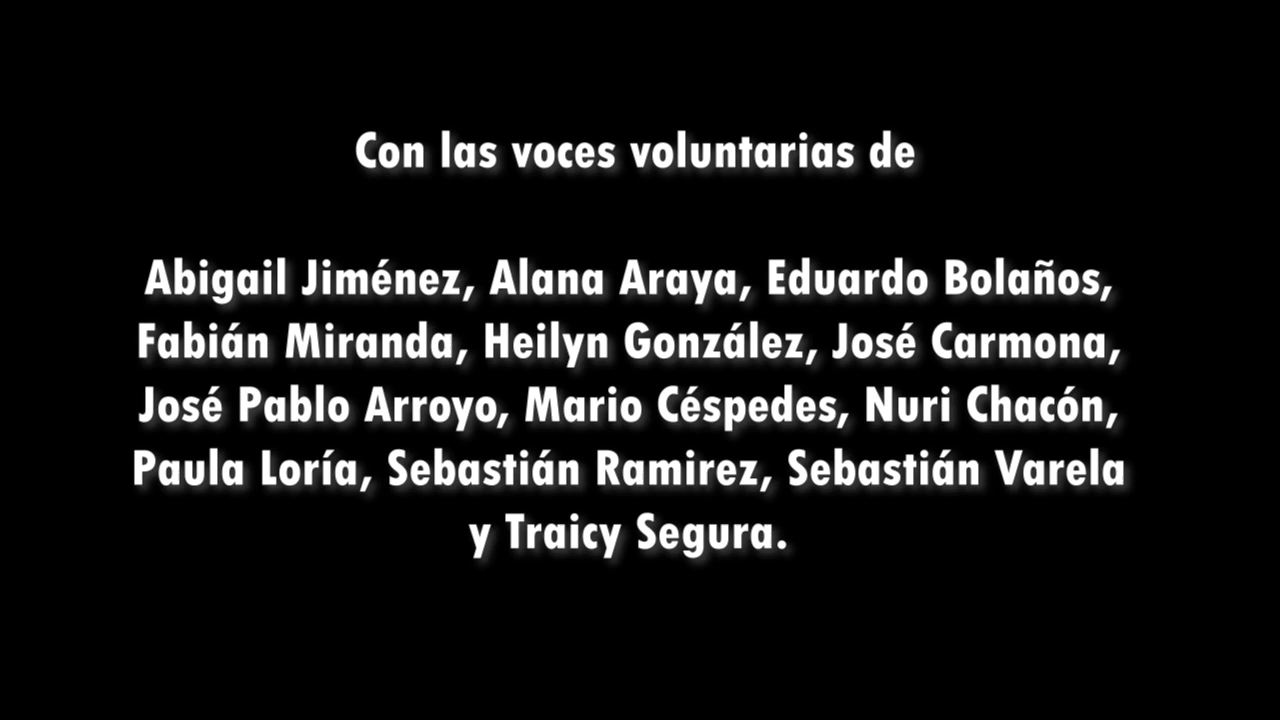 Con las voces voluntarias de
Abigail Jiménez, Alana Araya, Eduardo Bolaños,
Fabián Miranda, Heilyn González, José Carmona,
José Pablo Arroyo, Mario Céspedes, Nuri Chacón,
Paula Loría, Sebastián Ramirez, Sebastián Varela
y Traicy Segura.